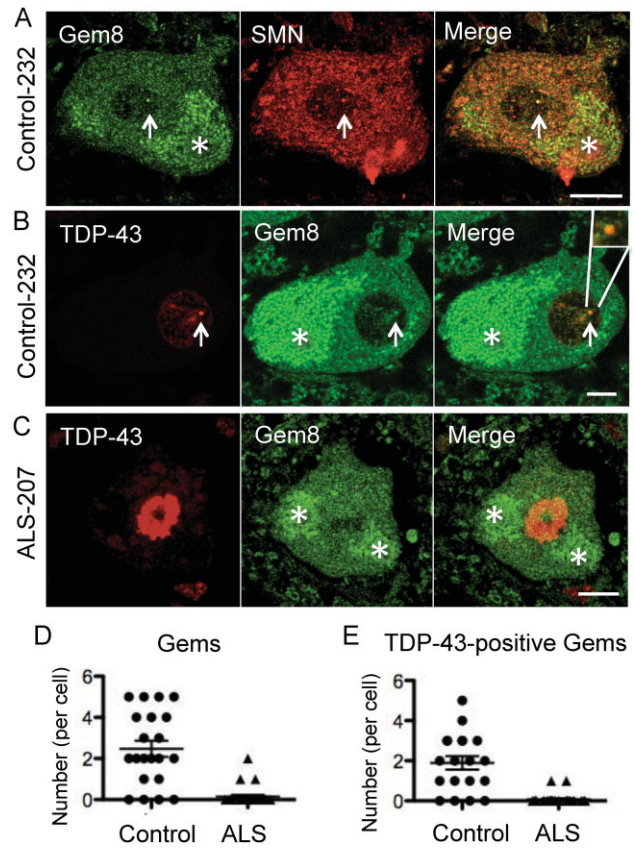 A
Control-232
Gem8
SMN
Merge
*
*
B
Control-232
TDP-43
Gem8
Merge
*
*
C
ALS-207
TDP-43
Gem8
Merge
*
*
*
*
D
Gems
Number (per cell)
6
4
2
0
Control
ALS
E
TDP-43-positive Gems
Number (per cell)
6
4
2
0
Control
ALS